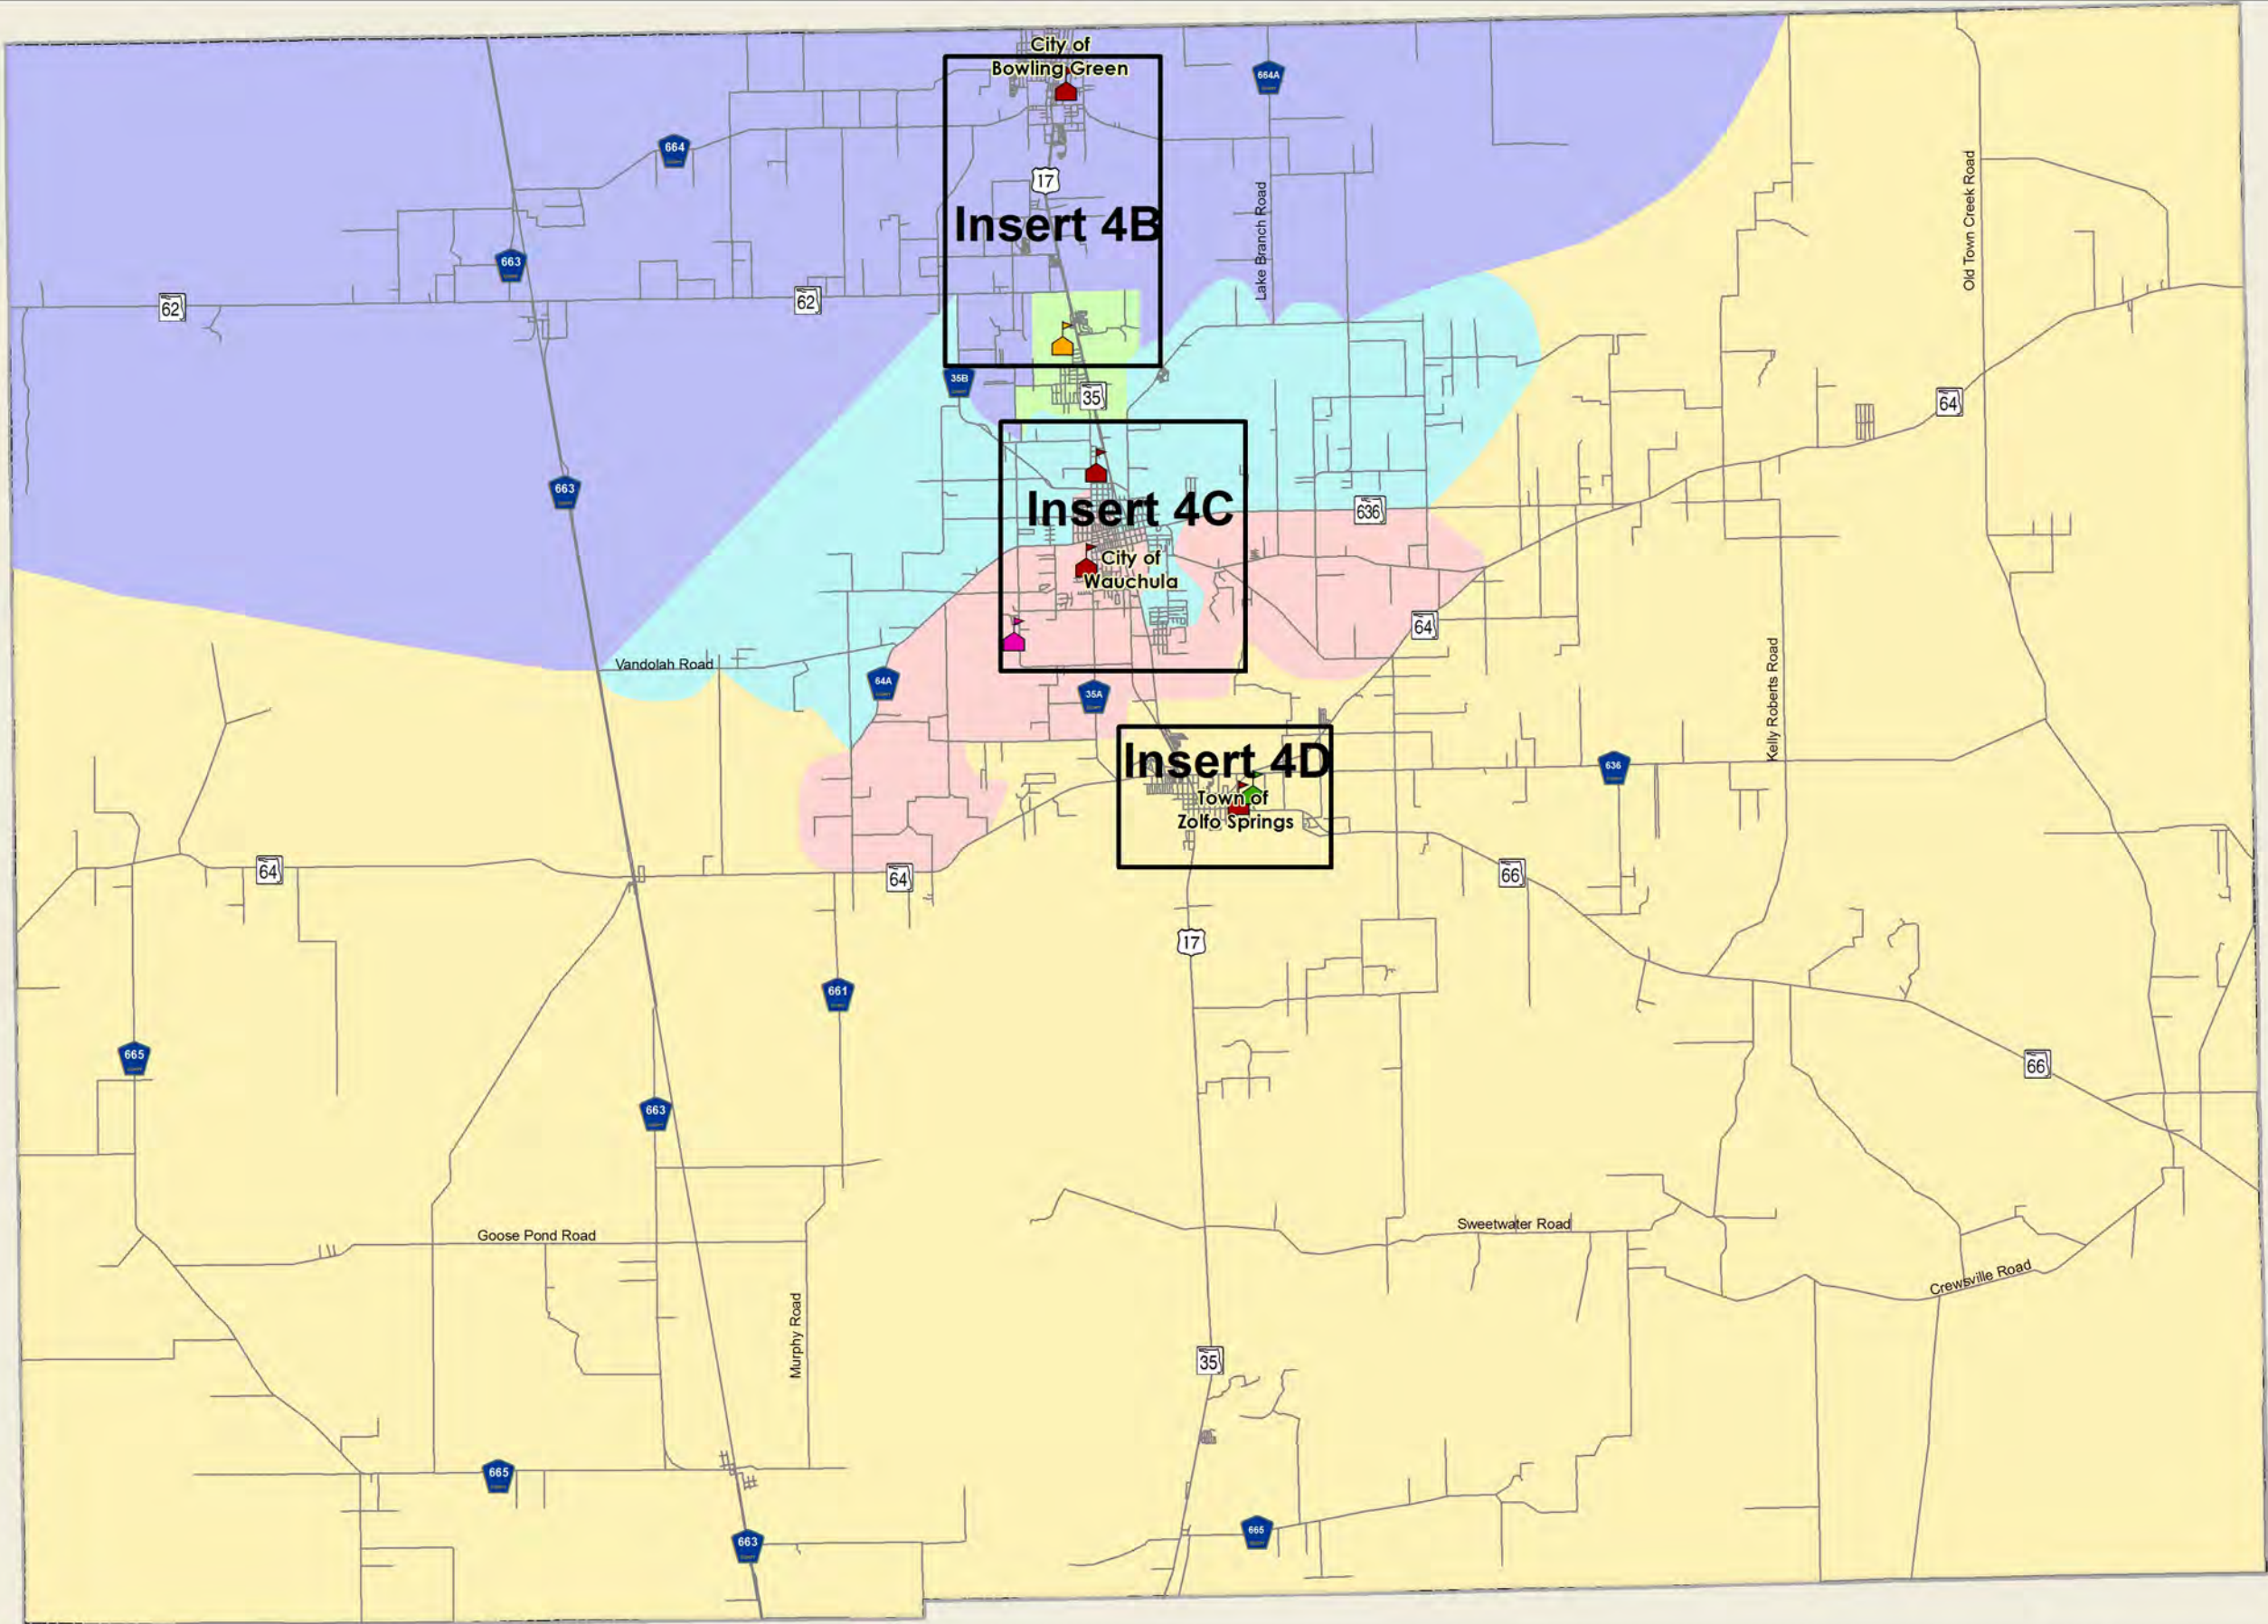 City of
Bowling Green
664A
664
17
Insert 4B
Lake Branch Road
Old Town Creek Road
663
62
62
35B
35
64
663
Insert 4C
636
City of
Wauchula
64
Vandolah Road
64A
35A
Kelly Roberts Road
Insert 4D
636
Town of
Zolfo Springs
64
64
66
17
661
665
66
663
Goose Pond Road
Sweetwater Road
Crewsville Road
Murphy Road
35
665
665
663